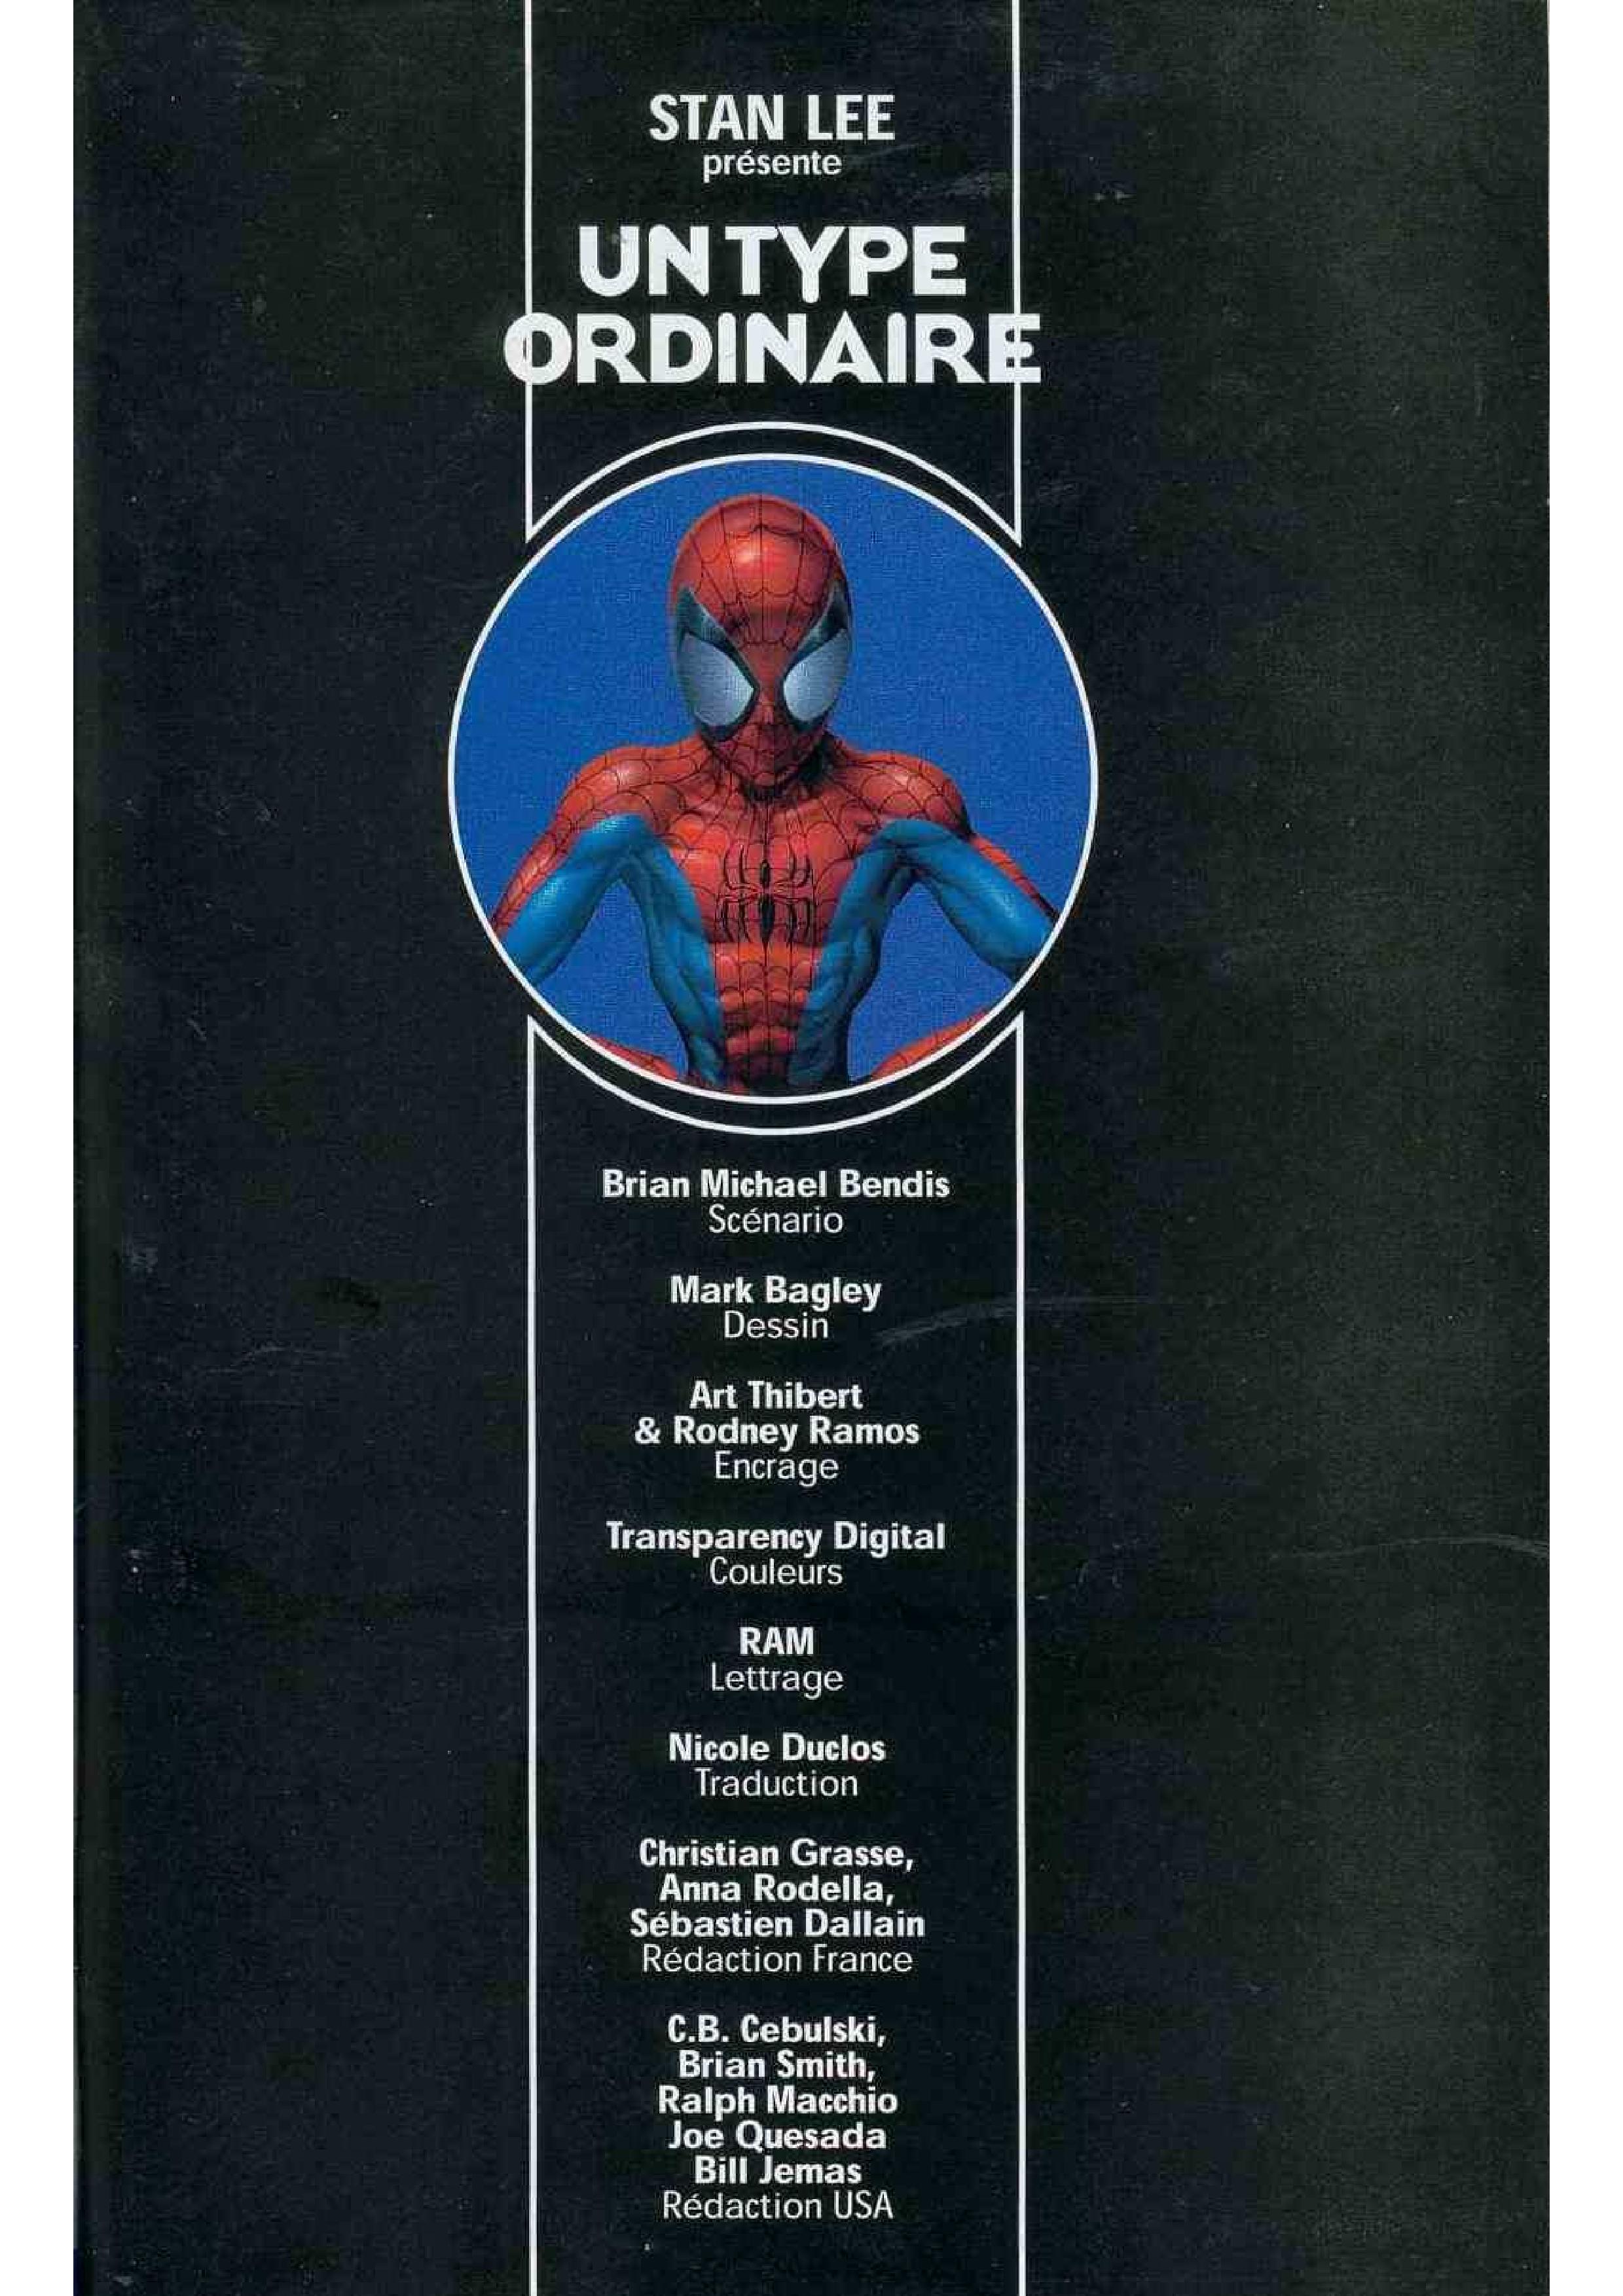 STAN LEE
présente
UN TYPE
ORDINAIRE
Brian Michael Bendis
Scénario
Mark Bagley
Dessin
Art Thibert
& Rodney Ramos
Encrage
Transparency Digital
Couleurs
RAM
Lettrage
Nicole Duclos
Traduction
Christian Grasse,
Anna Rodella,
Sébastien Dallain
Rédaction France
C.B. Cebulski,
Brian Smith,
Ralph Macchio
Joe Quesada
Bill Jemas
Rédaction USA